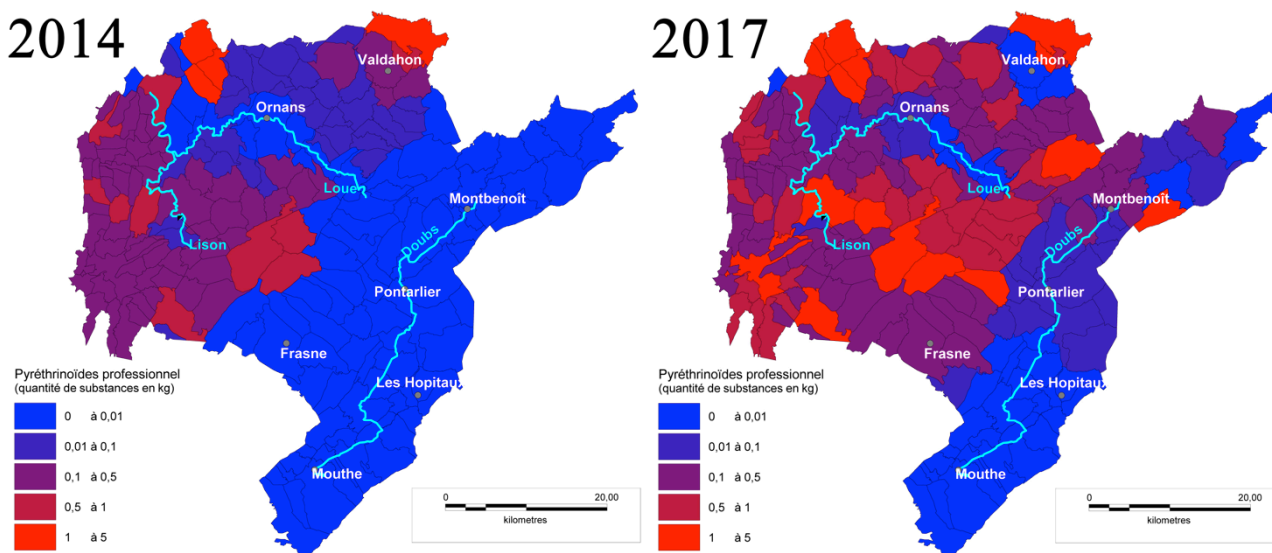 2014
Valdahon
Ornans
Loue
Montbenoît
Lison
Doubs
Pontarlier
Frasne
Les Hopitaux
Mouthe
Pyréthrinoïdes professionnel
(quantité de substances en kg)
0 à 0,01
0,01 à 0,1
0,1 à 0,5
0,5 à 1
1 à 5
0 20,00
kilometres
2017
Valdahon
Ornans
Loue
Montbenoît
Lison
Doubs
Pontarlier
Frasne
Les Hopitaux
Mouthe
Pyréthrinoïdes professionnel
(quantité de substances en kg)
0 à 0,01
0,01 à 0,1
0,1 à 0,5
0,5 à 1
1 à 5
0 20,00
kilometres